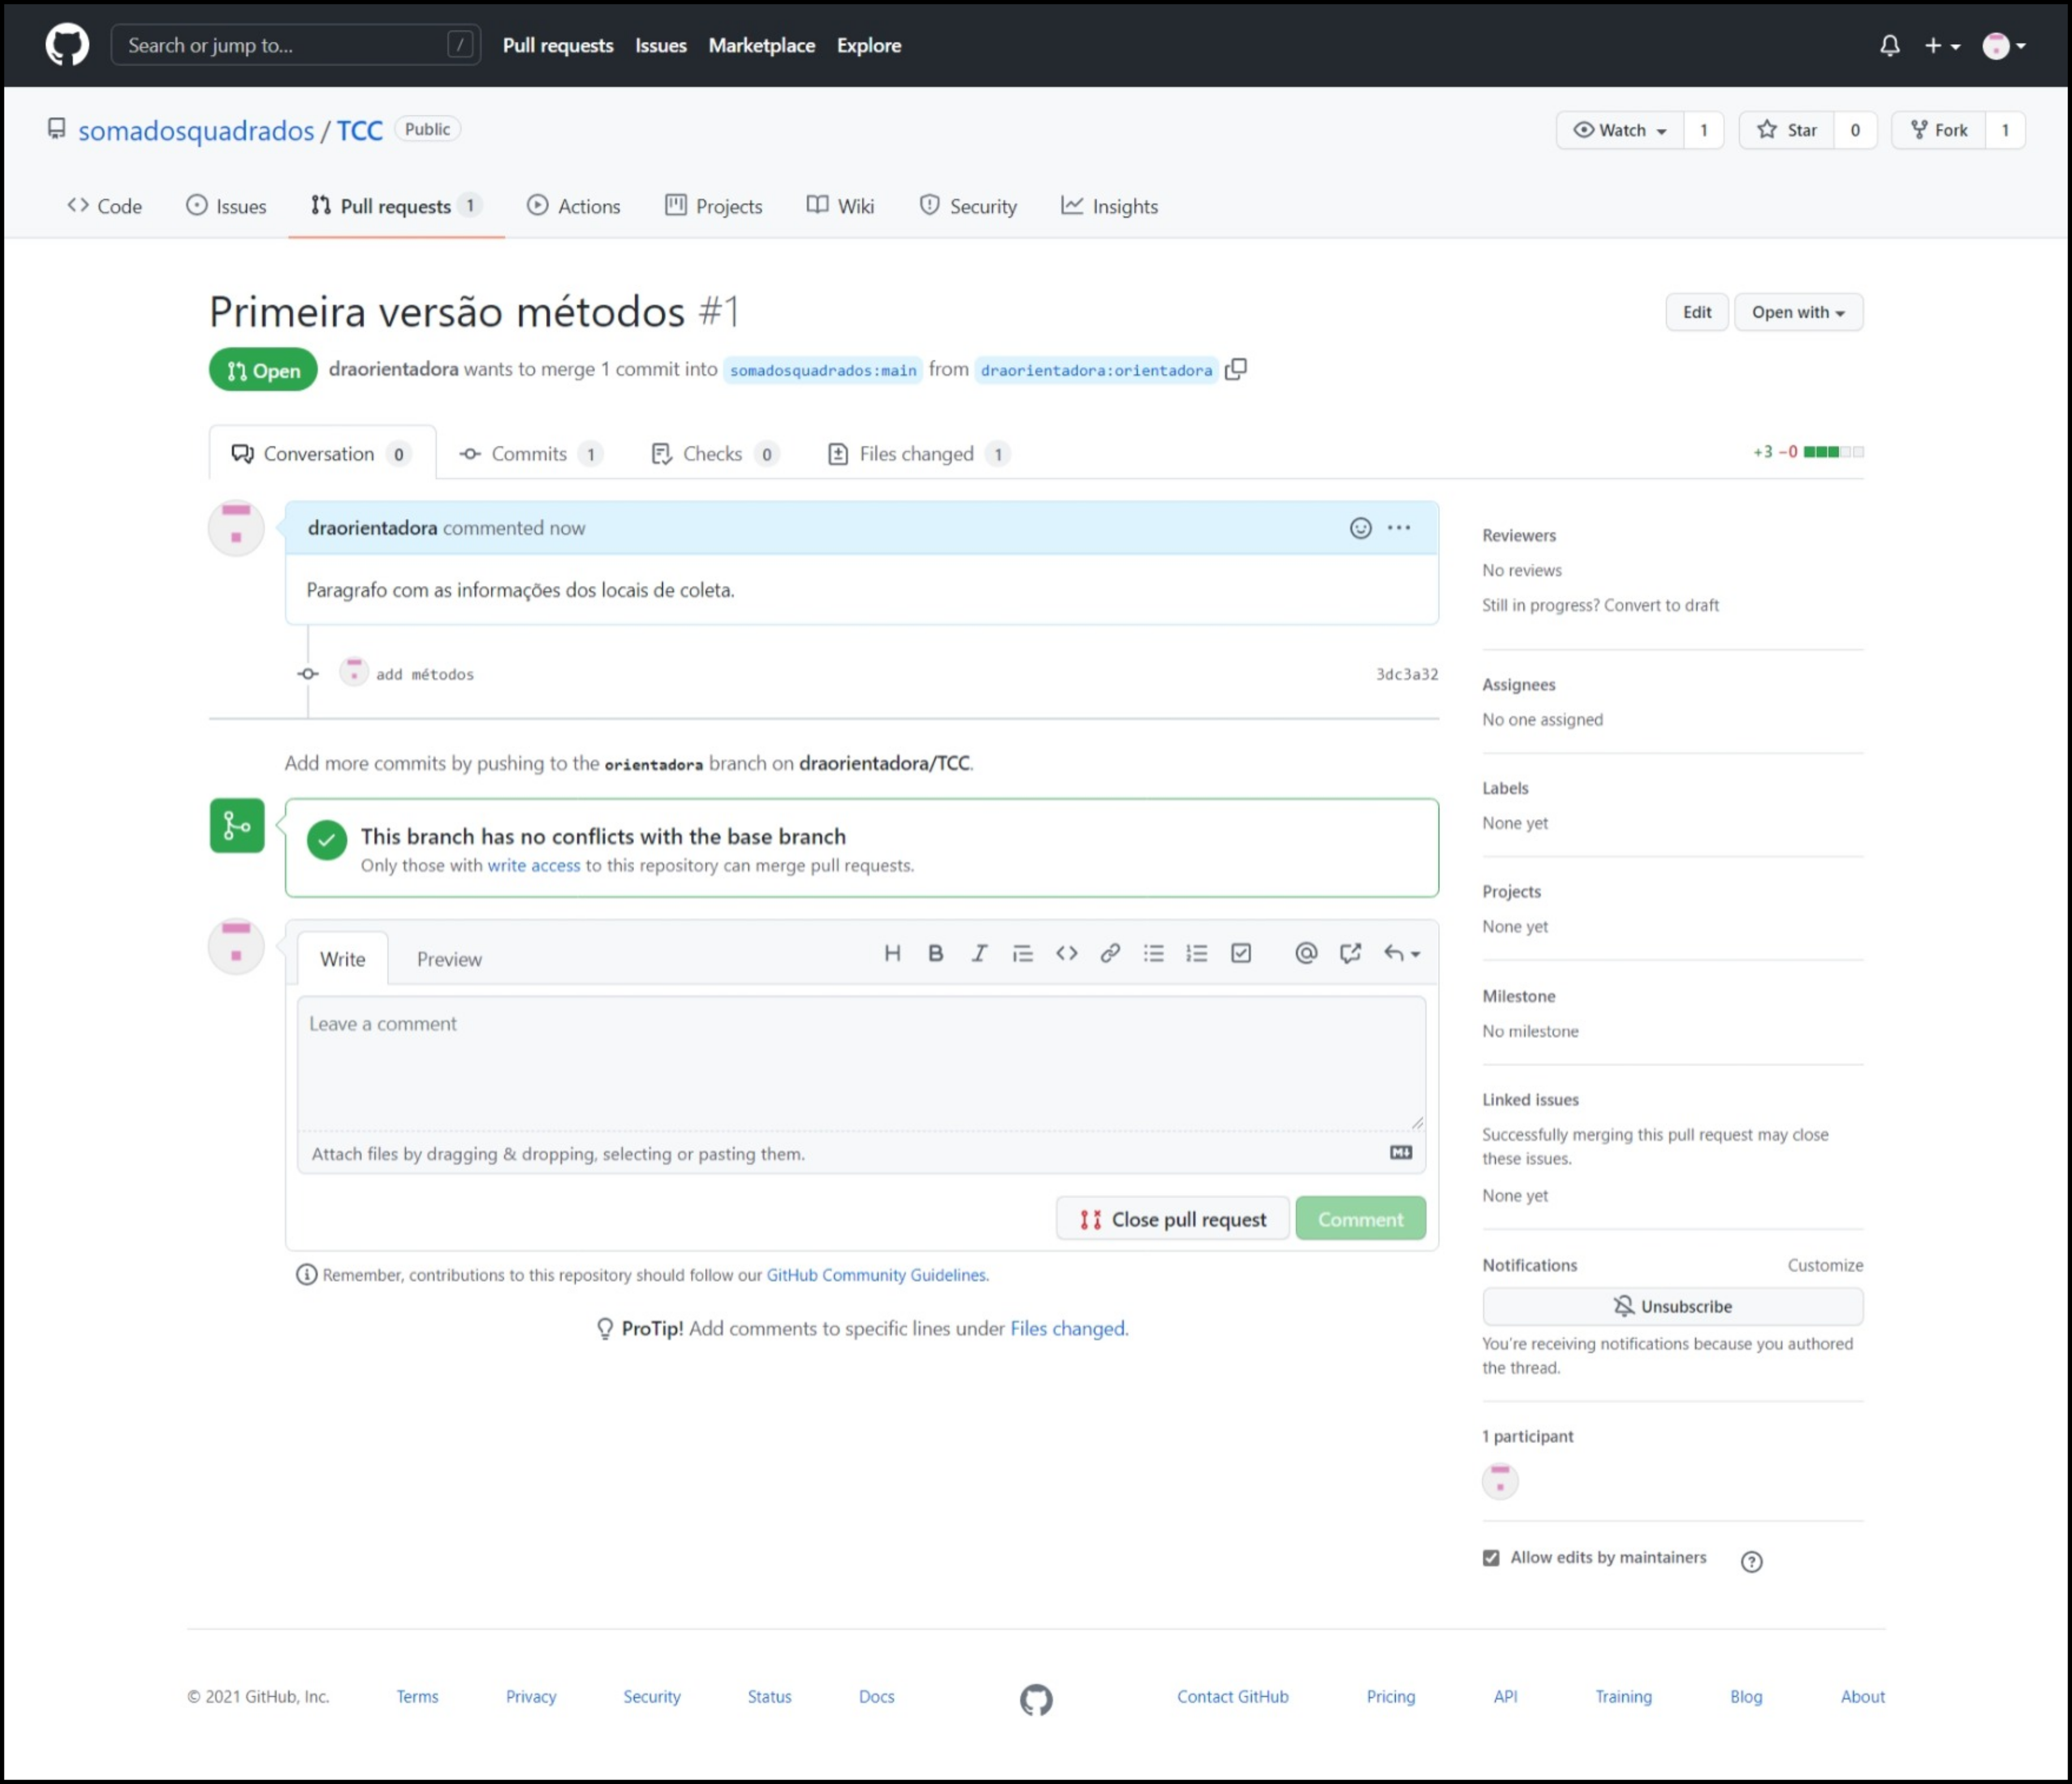 Search or jump to... / Pull requests Issues Marketplace Explore
somadosquadrados / TCC Public Watch 1 Star 0 Fork 1
Code Issues Pull requests 1 Actions Projects Wiki Security Insights
Primeira versão métodos #1 Edit Open with
Open draorientadora wants to merge 1 commit into somadosquadrados:main from draorientadora:orientadora
Conversation 0 Commits 1 Checks 0 Files changed 1 +3 −0
draorientadora commented now
Paragrafo com as informações dos locais de coleta.
add métodos 3dc3a32
Add more commits by pushing to the orientadora branch on draorientadora/TCC.
This branch has no conflicts with the base branch
Only those with write access to this repository can merge pull requests.
Write Preview H B I
Leave a comment
Attach files by dragging & dropping, selecting or pasting them.
Close pull request Comment
Remember, contributions to this repository should follow our GitHub Community Guidelines.
ProTip! Add comments to specific lines under Files changed.
Reviewers
No reviews
Still in progress? Convert to draft
Assignees
No one assigned
Labels
None yet
Projects
None yet
Milestone
No milestone
Linked issues
Successfully merging this pull request may close
these issues.
None yet
Notifications Customize
Unsubscribe
You're receiving notifications because you authored
the thread.
1 participant
Allow edits by maintainers ?
© 2021 GitHub, Inc. Terms Privacy Security Status Docs Contact GitHub Pricing API Training Blog About